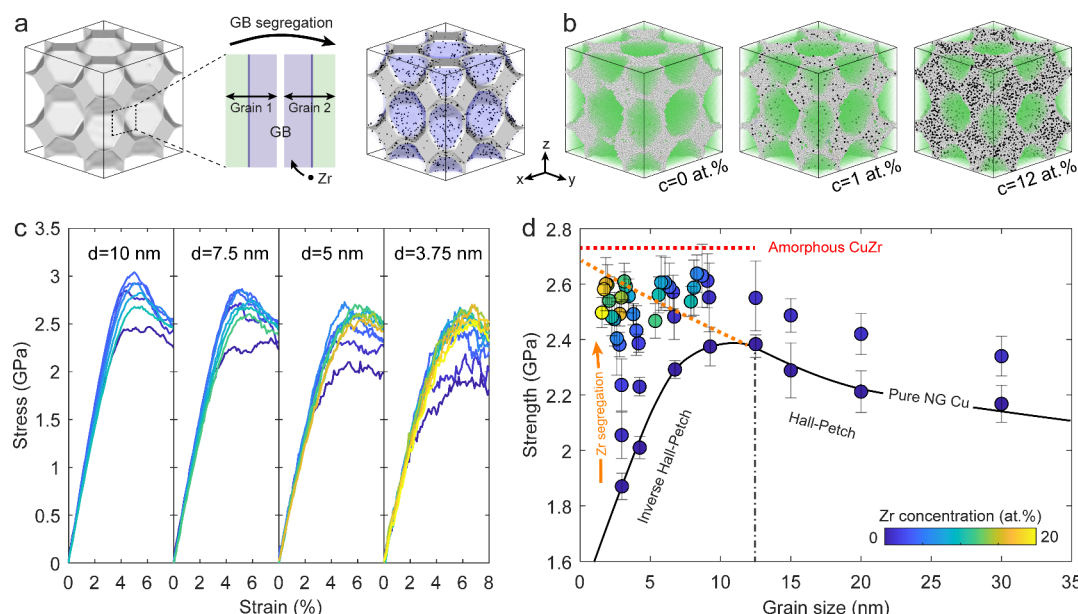 a
GB segregation
Grain 1
Grain 2
GB
Zr
z
x
y
b
c=0 at.%
c=1 at.%
c=12 at.%
c
d=10 nm
d=7.5 nm
d=5 nm
d=3.75 nm
3.5
3
2.5
2
1.5
1
0.5
0
0 2 4 6 0 2 4 6 0 2 4 6 0 2 4 6 8
Stress (GPa)
Strain (%)
d
2.8
2.6
2.4
2.2
2
1.8
1.6
Strength (GPa)
Amorphous CuZr
Zr segregation
Inverse Hall-Petch
Hall-Petch
Pure NG Cu
Zr concentration (at.%)
0
20
0 5 10 15 20 25 30 35
Grain size (nm)